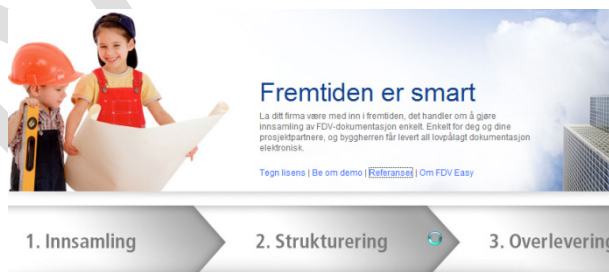 Fremtiden er smart
La ditt firma være med inn i fremtiden, det handler om å gjøre
innsamling av FDV-dokumentasjon enkelt. Enkelt for deg og dine
prosjektpartnere, og byggherren får levert all lovpålagt dokumentasjon
elektronisk.
Tegn lisens | Be om demo | Referanser | Om FDV Easy
1. Innsamling
2. Strukturering
3. Overlevering